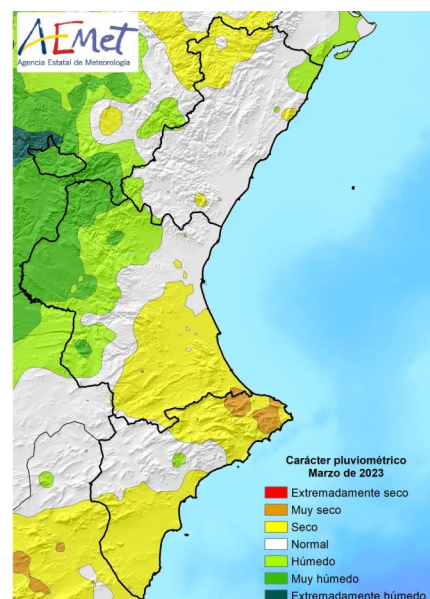 AEMet
Agencia Estatal de Meteorología
Carácter pluviométrico
Marzo de 2023
Extremadamente seco
Muy seco
Seco
Normal
Húmedo
Muy húmedo
Extremadamente húmedo